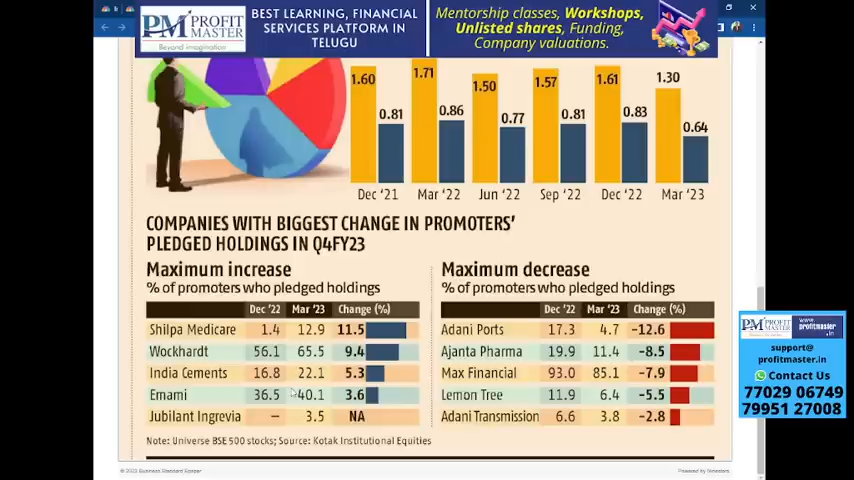 PM PROFIT MASTER
Beyond imagination
BEST LEARNING, FINANCIAL
SERVICES PLATFORM IN
TELUGU
Mentorship classes, Workshops,
Unlisted shares, Funding,
Company valuations.
1.60 0.81 1.71 0.86 1.50 0.77 1.57 0.81 1.61 0.83 1.30 0.64
Dec '21 Mar '22 Jun '22 Sep '22 Dec '22 Mar '23
COMPANIES WITH BIGGEST CHANGE IN PROMOTERS'
PLEDGED HOLDINGS IN Q4FY23
Maximum increase
% of promoters who pledged holdings
Dec '22 Mar '23 Change (%)
Shilpa Medicare 1.4 12.9 11.5
Wockhardt 56.1 65.5 9.4
India Cements 16.8 22.1 5.3
Emami 36.5 40.1 3.6
Jubilant Ingrevia – 3.5 NA
Maximum decrease
% of promoters who pledged holdings
Dec '22 Mar '23 Change (%)
Adani Ports 17.3 4.7 -12.6
Ajanta Pharma 19.9 11.4 -8.5
Max Financial 93.0 85.1 -7.9
Lemon Tree 11.9 6.4 -5.5
Adani Transmission 6.6 3.8 -2.8
Note: Universe BSE 500 stocks; Source: Kotak Institutional Equities
PM PROFIT MASTER
www.
profitmaster.
in
support@
profitmaster.in
Contact Us
77029 06749
79951 27008